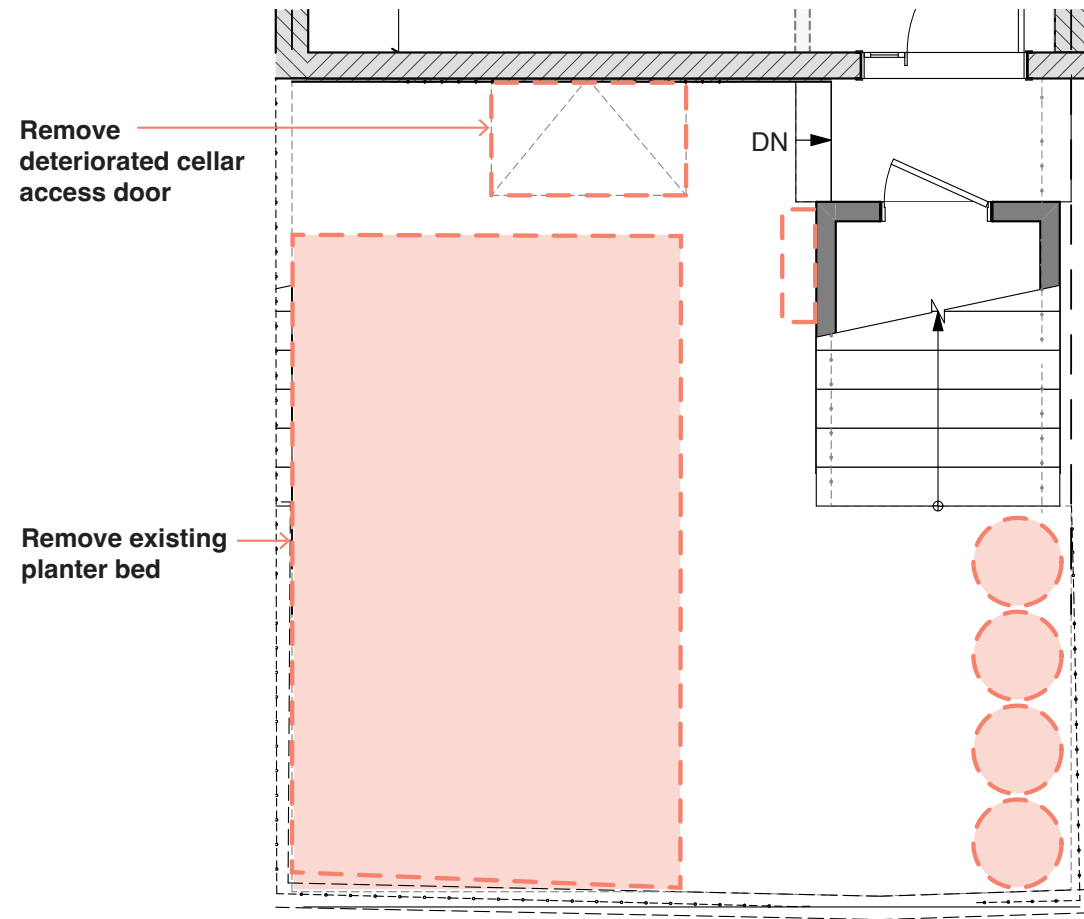 Remove
deteriorated cellar
access door
DN
Remove existing
planter bed